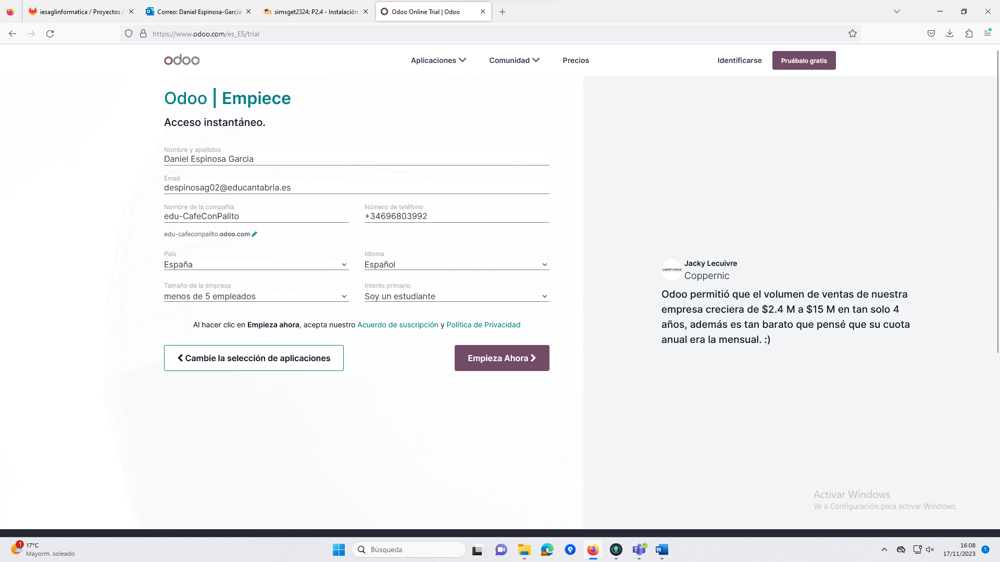 iesaglinformatica / Proyectos /
Correo: Daniel Espinosa-Garcia
simsget2324: P2.4 - Instalación
Odoo Online Trial | Odoo
https://www.odoo.com/es_ES/trial
odoo
Aplicaciones
Comunidad
Precios
Identificarse
Pruébalo gratis
Odoo | Empiece
Acceso instantáneo.
Nombre y apellidos
Daniel Espinosa Garcia
Email
despinosag02@educantabria.es
Nombre de la compañía
Número de teléfono
edu-CafeConPalito
+34696803992
edu-cafeconpalito.odoo.com
País
Idioma
España
Español
Tamaño de la empresa
Interés primario
menos de 5 empleados
Soy un estudiante
Al hacer clic en Empieza ahora, acepta nuestro Acuerdo de suscripción y Política de Privacidad
Cambie la selección de aplicaciones
Empieza Ahora
COPPERNIC
Jacky Lecuivre
Coppernic
Odoo permitió que el volumen de ventas de nuestra
empresa creciera de $2.4 M a $15 M en tan solo 4
años, además es tan barato que pensé que su cuota
anual era la mensual. :)
Activar Windows
Ve a Configuración para activar Windows.
1
17°C
Mayorm. soleado
Búsqueda
16:08
17/11/2023
1